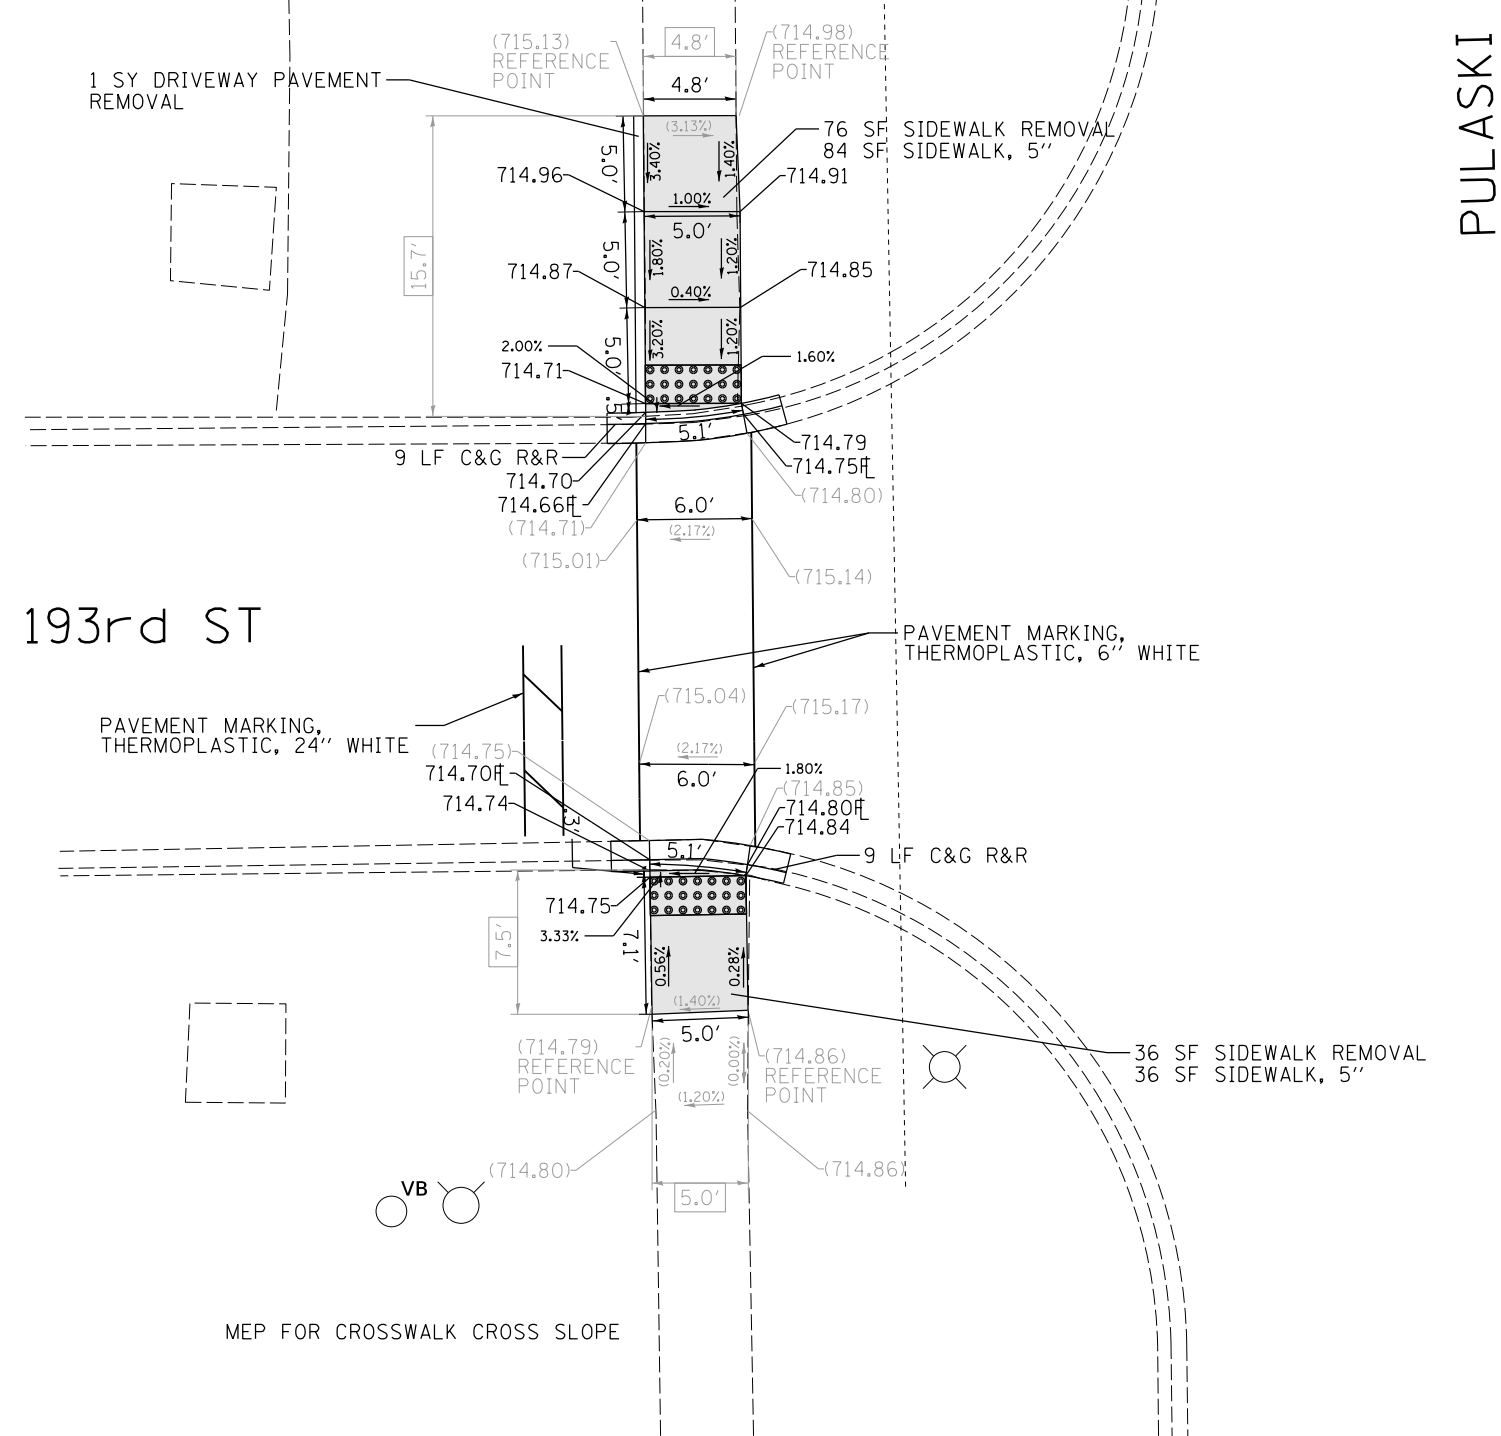 (715.13)
REFERENCE
POINT
4.8′
(714.98)
REFERENCE
POINT
PULASKI
1 SY DRIVEWAY PAVEMENT
REMOVAL
4.8′
(3.13%)
76 SF SIDEWALK REMOVAL
84 SF SIDEWALK, 5″
5.0′
3.40%
1.40%
714.96
714.91
1.00%
5.0′
15.7′
5.0′
1.80%
1.20%
714.87
714.85
0.40%
5.0′
3.20%
1.20%
2.00%
1.60%
714.71
.5′
5.1′
714.79
9 LF C&G R&R
714.75FL
714.70
(714.80)
714.66FL
6.0′
(714.71)
(2.17%)
(715.01)
(715.14)
193rd ST
PAVEMENT MARKING,
THERMOPLASTIC, 6″ WHITE
(715.04)
(715.17)
PAVEMENT MARKING,
THERMOPLASTIC, 24″ WHITE
(2.17%)
(714.75)
1.80%
714.70FL
6.0′
(714.85)
714.80FL
714.74
714.84
.3′
5.1′
9 LF C&G R&R
714.75
3.33%
7.5′
7.1′
0.56%
0.28%
(1.40%)
5.0′
(714.79)
REFERENCE
POINT
(0.20%)
(0.00%)
(714.86)
REFERENCE
POINT
36 SF SIDEWALK REMOVAL
36 SF SIDEWALK, 5″
(1.20%)
(714.80)
(714.86)
5.0′
VB
MEP FOR CROSSWALK CROSS SLOPE